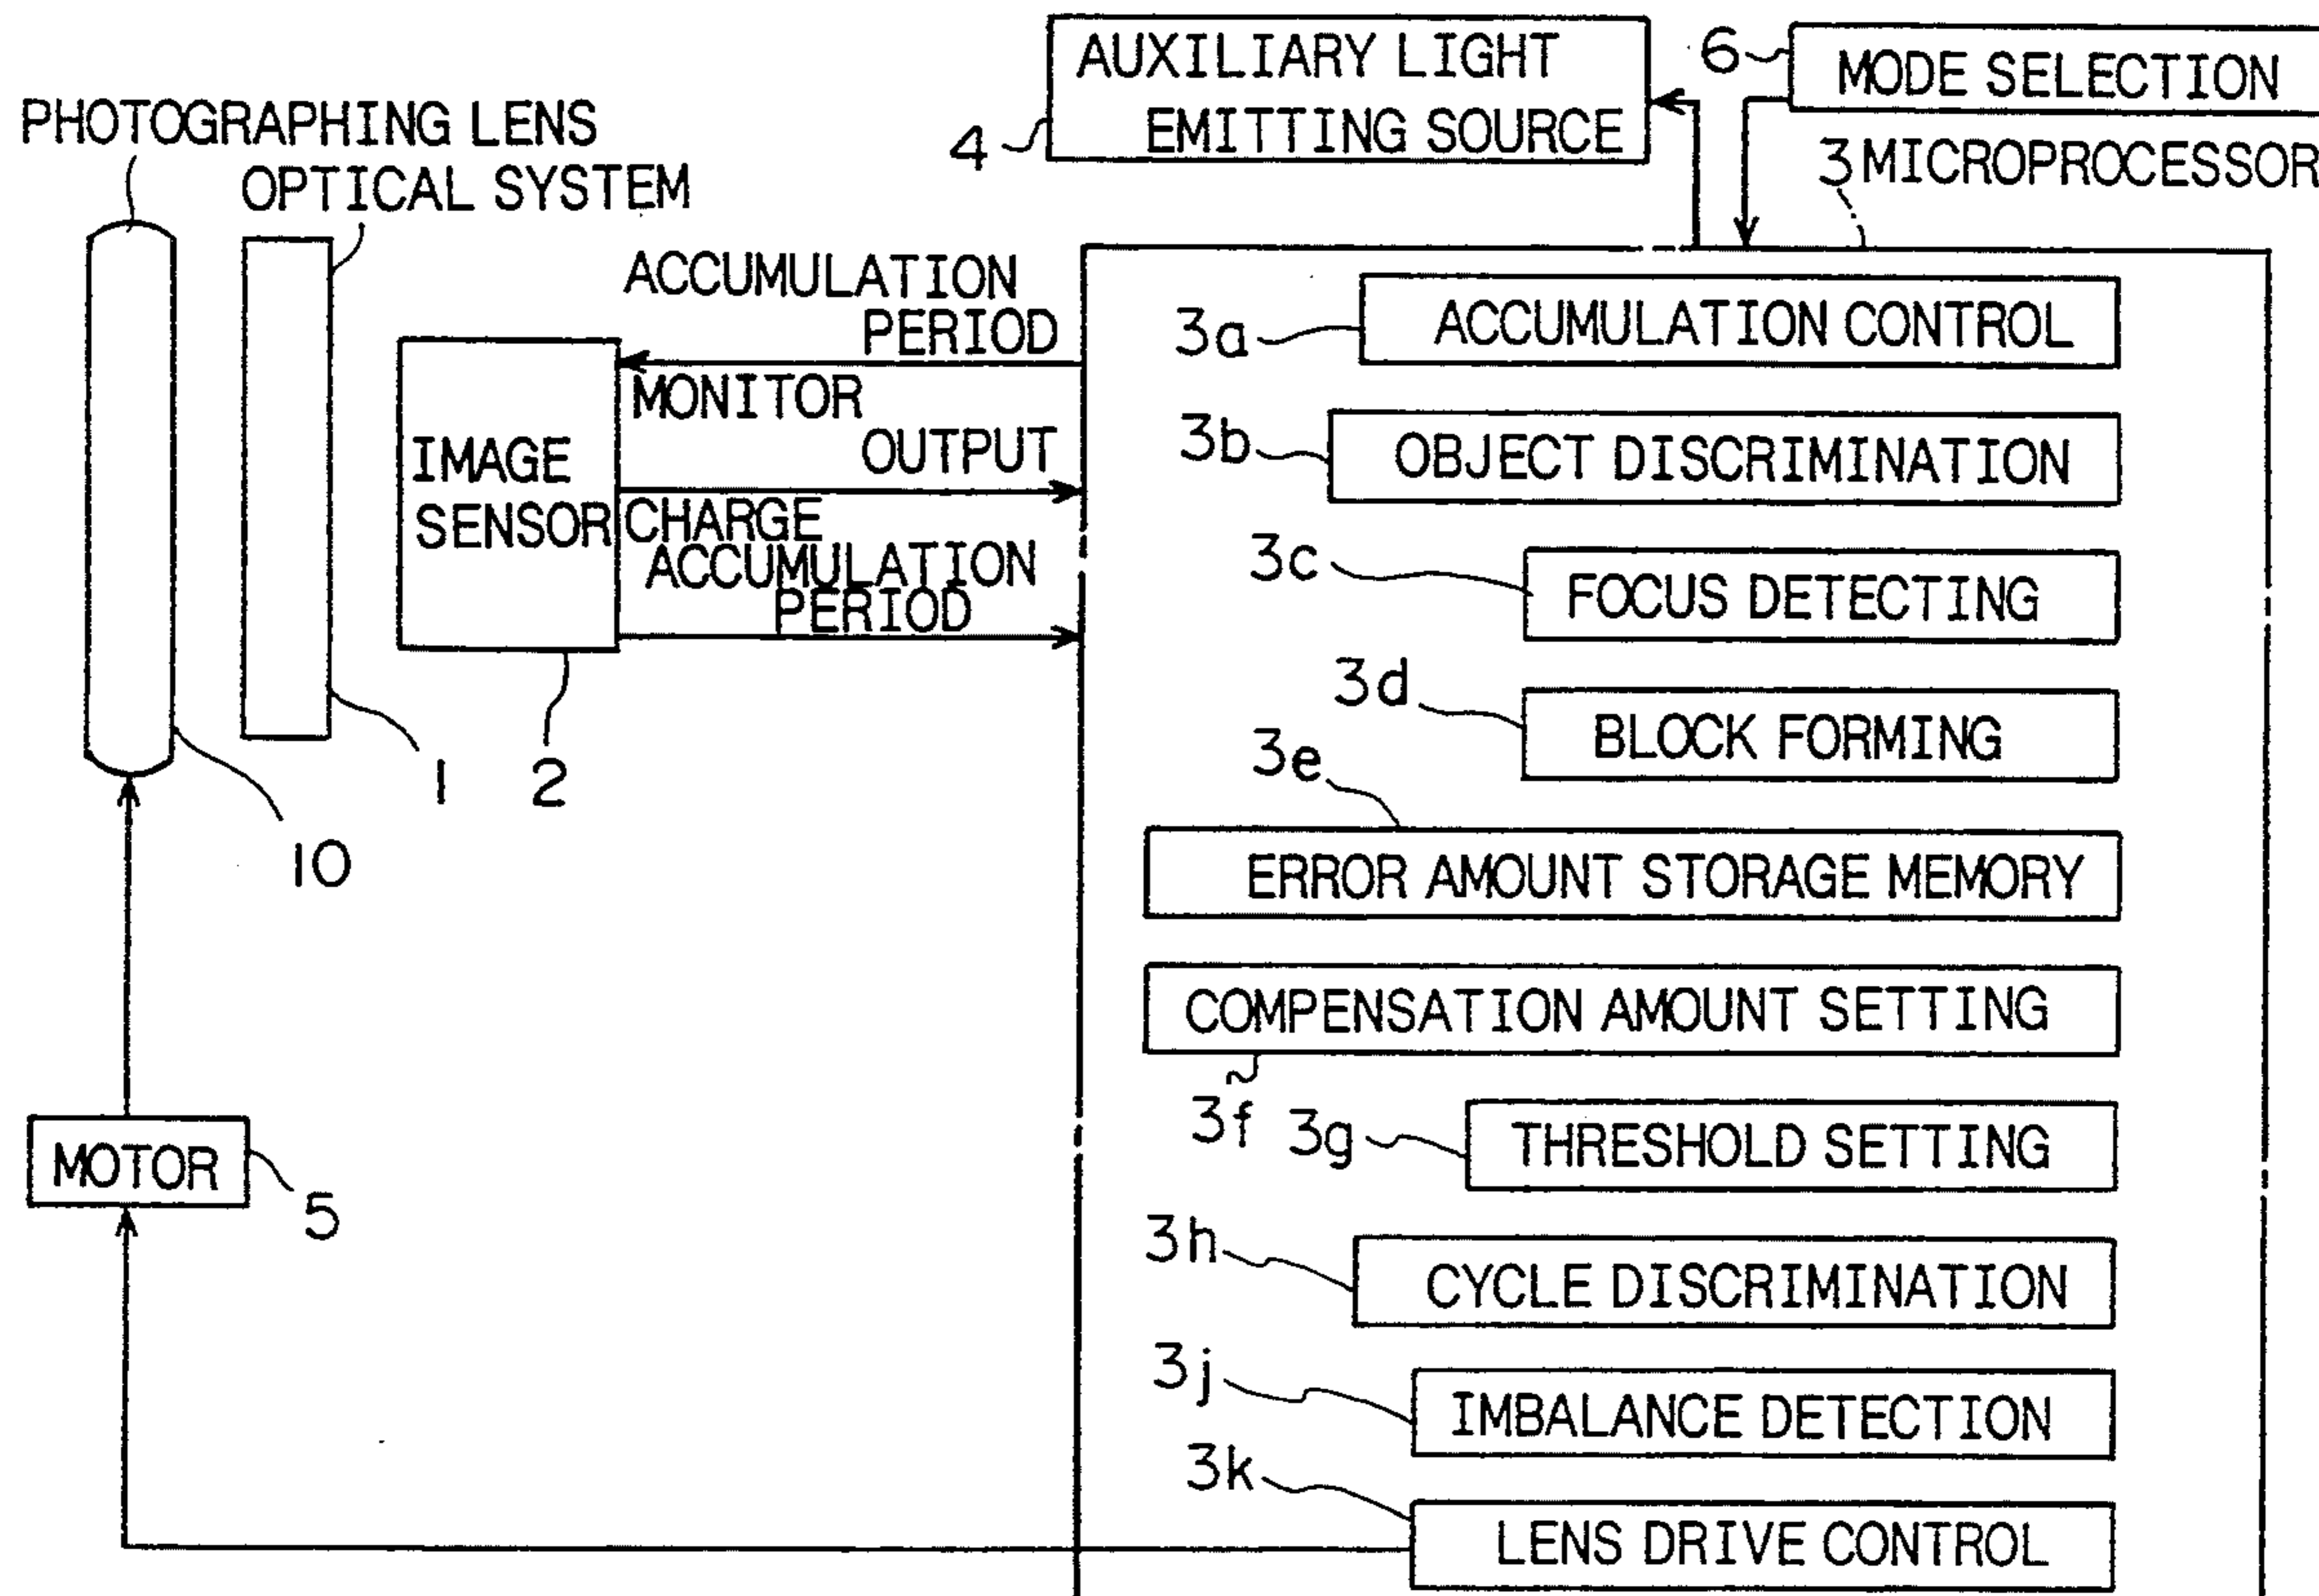 AUXILIARY LIGHT
EMITTING SOURCE
4
6
MODE SELECTION
3 MICROPROCESSOR
PHOTOGRAPHING LENS
OPTICAL SYSTEM
ACCUMULATION
PERIOD
MONITOR
OUTPUT
IMAGE
SENSOR
CHARGE
ACCUMULATION
PERIOD
1
2
10
MOTOR
5
3a
ACCUMULATION CONTROL
3b
OBJECT DISCRIMINATION
3c
FOCUS DETECTING
3d
BLOCK FORMING
3e
ERROR AMOUNT STORAGE MEMORY
COMPENSATION AMOUNT SETTING
3f
3g
THRESHOLD SETTING
3h
CYCLE DISCRIMINATION
3j
IMBALANCE DETECTION
3k
LENS DRIVE CONTROL